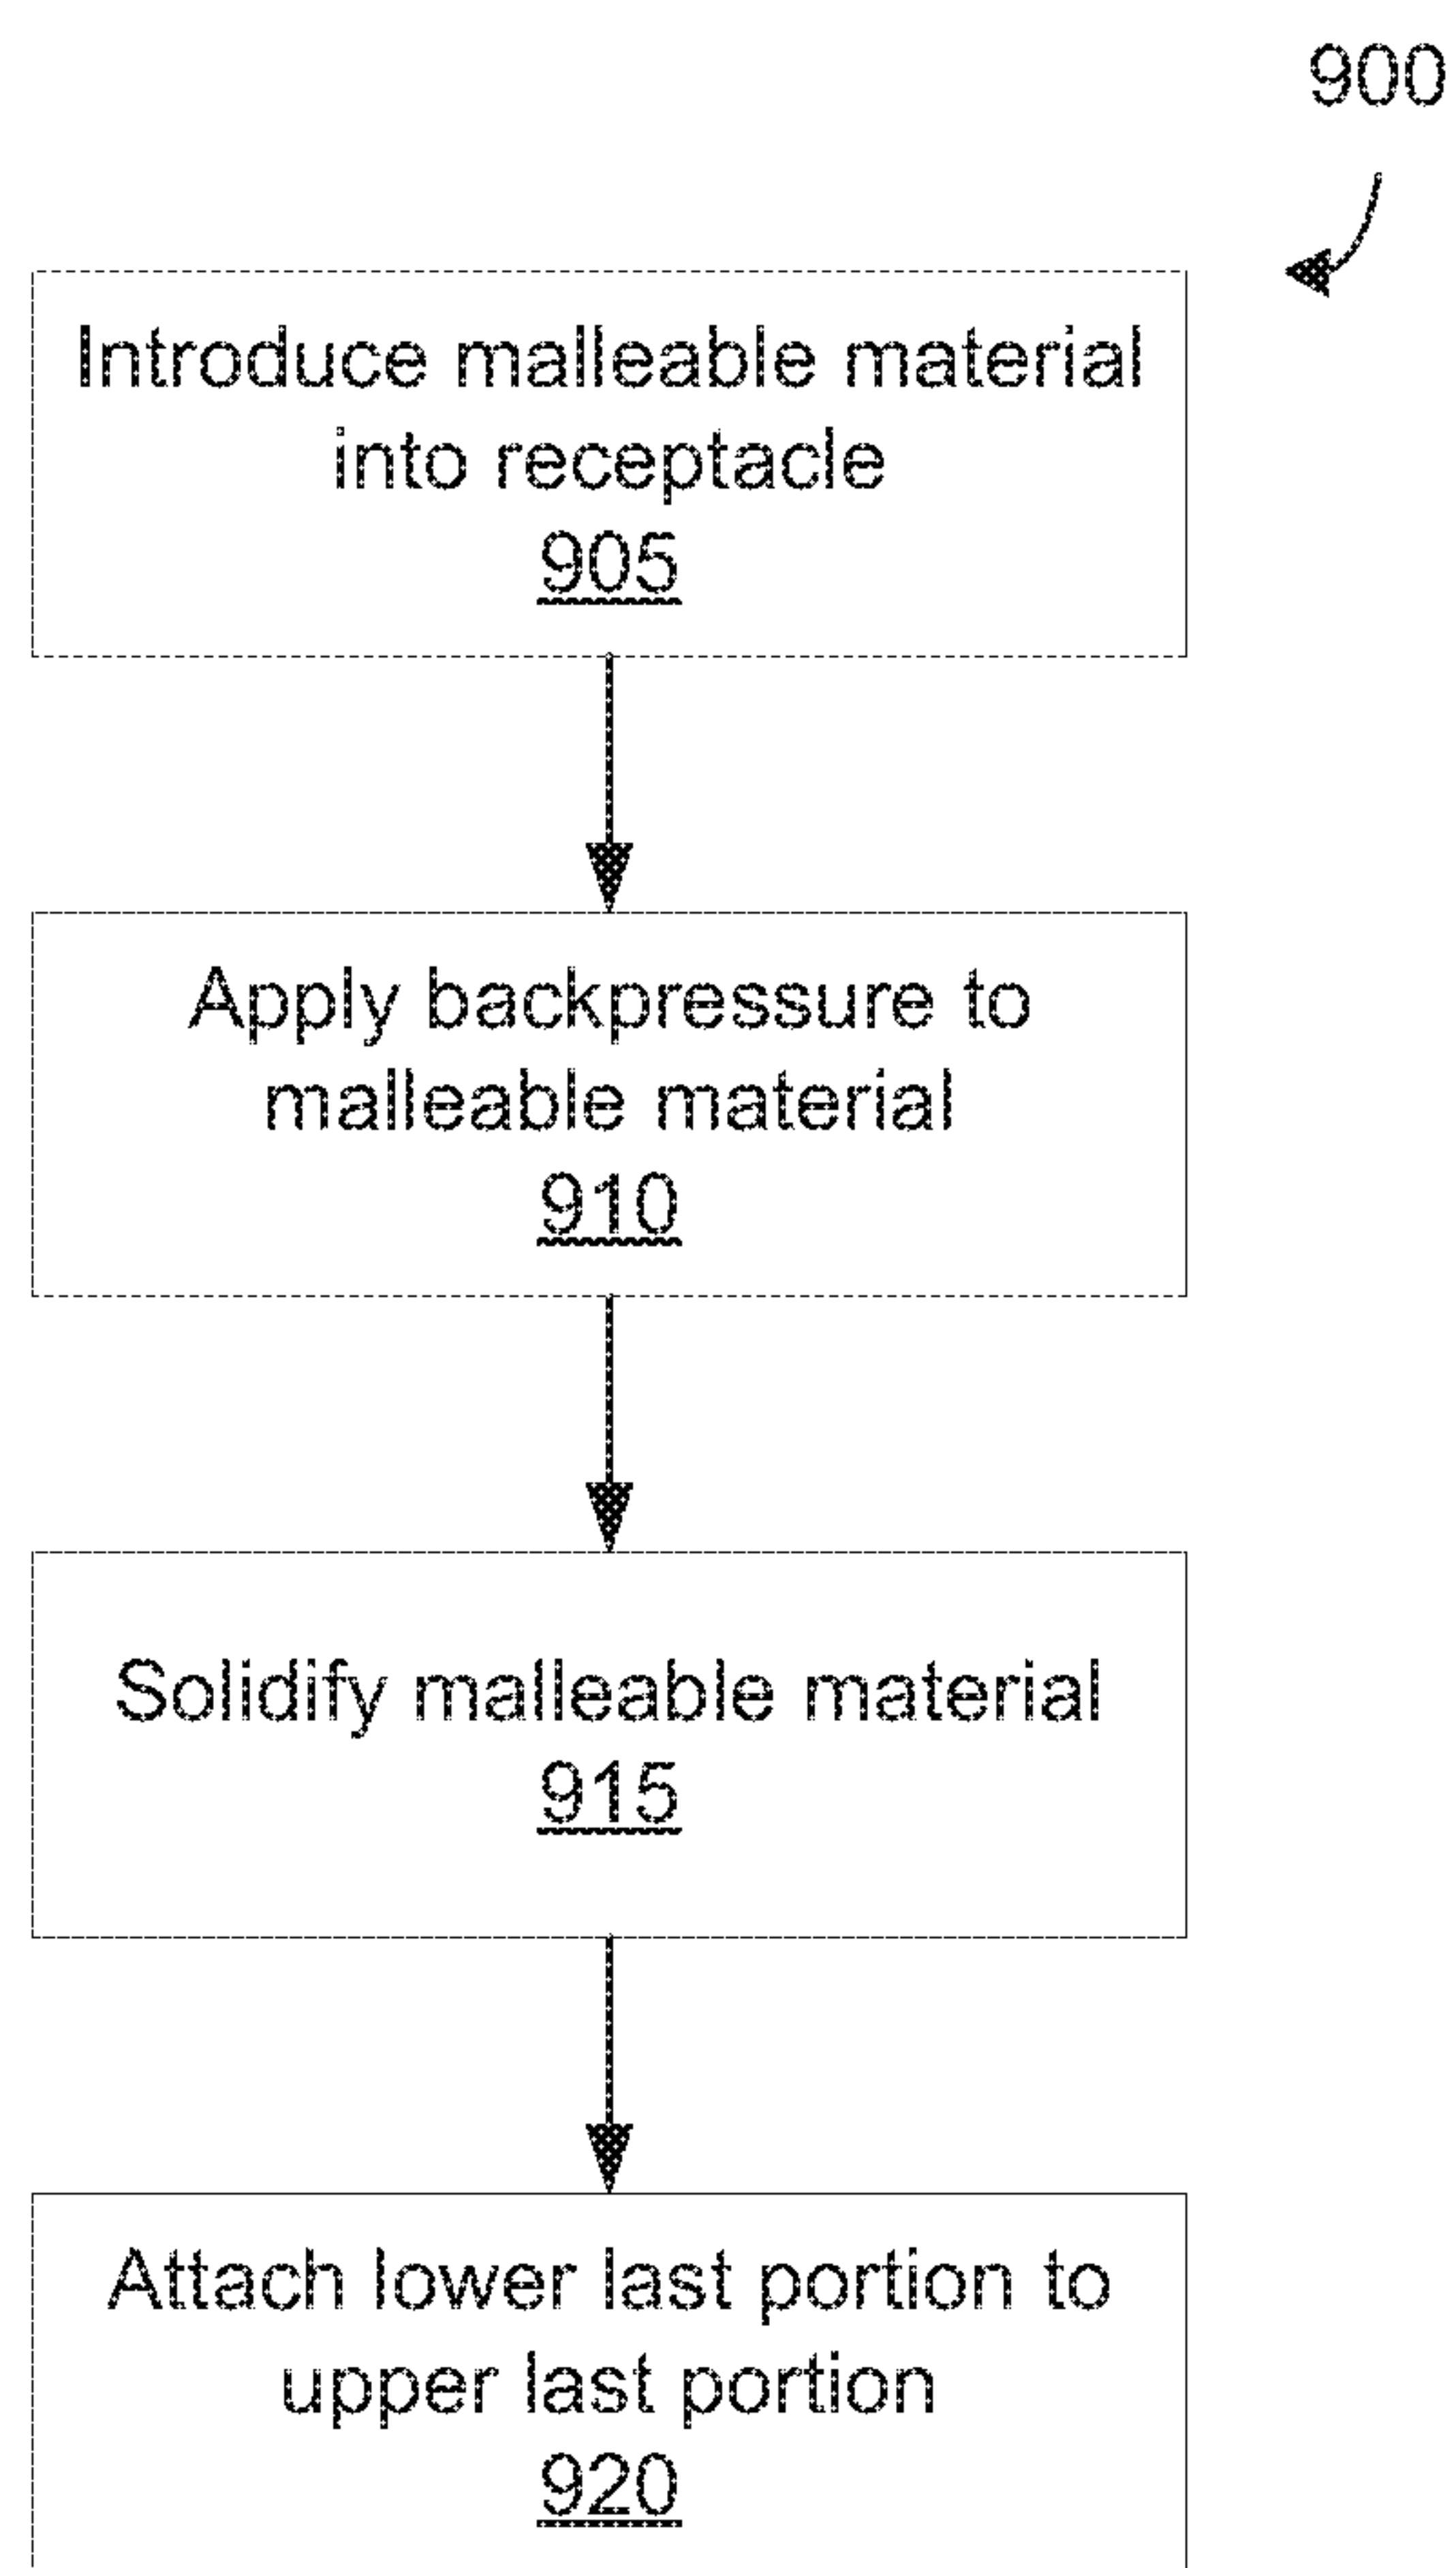 900
Introduce malleable material
into receptacle
905
Apply backpressure to
malleable material
910
Solidify malleable material
915
Attach lower last portion to
upper last portion
920